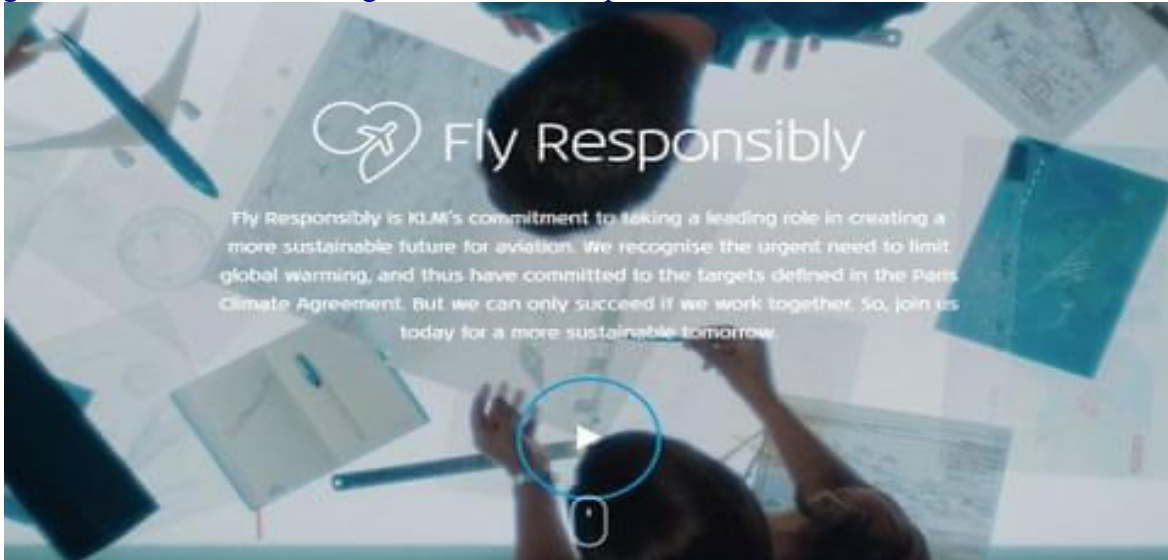 Fly Responsibly
Fly Responsibly is KLM's commitment to taking a leading role in creating a
more sustainable future for aviation. We recognise the urgent need to limit
global warming, and thus have committed to the targets defined in the Paris
Climate Agreement. But we can only succeed if we work together. So, join us
today for a more sustainable tomorrow.